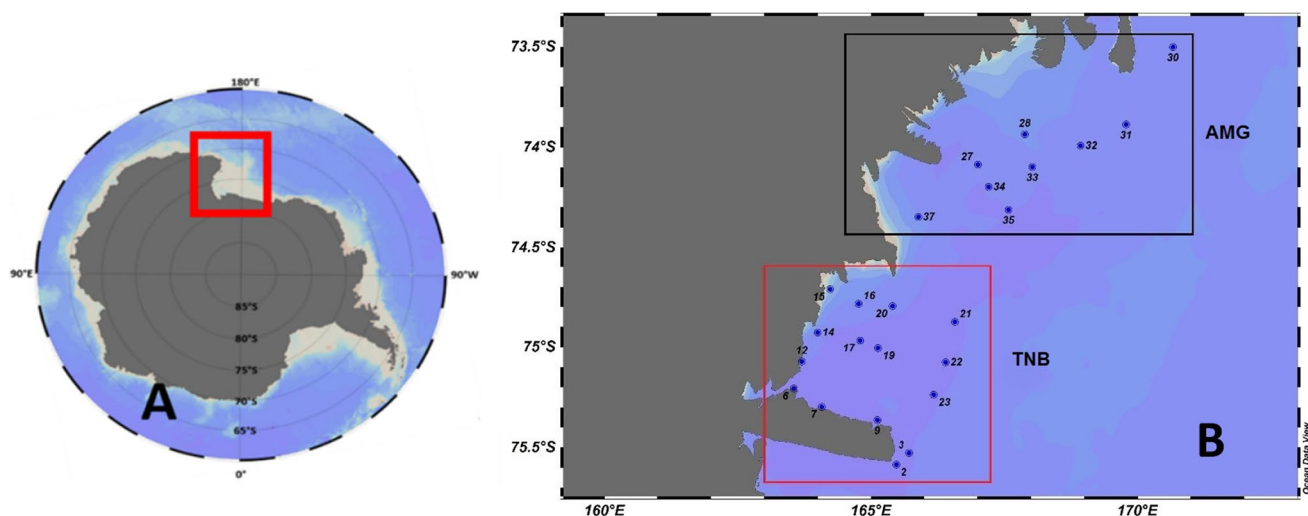 180°E
90°E
90°W
85°S
80°S
75°S
70°S
65°S
0°
A
73.5°S
74°S
74.5°S
75°S
75.5°S
30
28
31
AMG
32
27
33
34
37
35
15
16
20
21
14
17
19
12
22
TNB
6
23
7
9
3
2
B
160°E
165°E
170°E
Ocean Data View